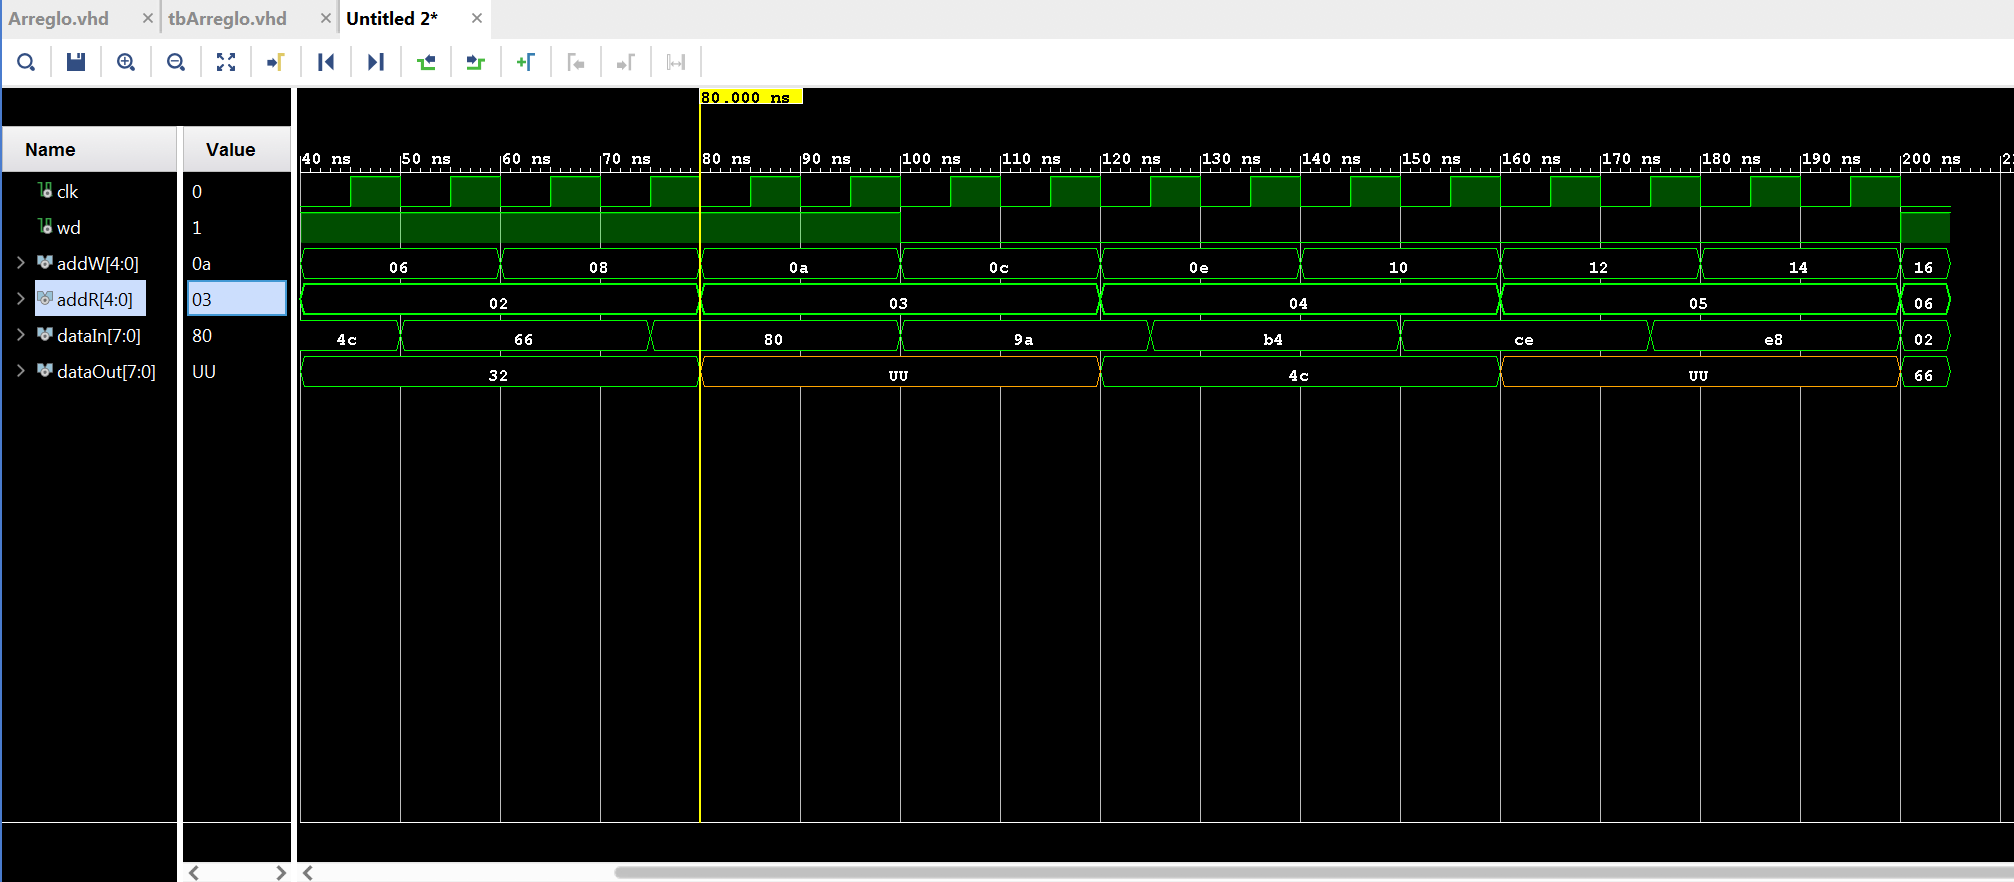 Arreglo.vhd × tbArreglo.vhd × Untitled 2* ×
80.000 ns
Name Value
40 ns 50 ns 60 ns 70 ns 80 ns 90 ns 100 ns 110 ns 120 ns 130 ns 140 ns 150 ns 160 ns 170 ns 180 ns 190 ns 200 ns 21
clk 0
wd 1
addW[4:0] 0a 06 08 0a 0c 0e 10 12 14 16
addR[4:0] 03 02 03 04 05 06
dataIn[7:0] 80 4c 66 80 9a b4 ce e8 02
dataOut[7:0] UU 32 UU 4c UU 66